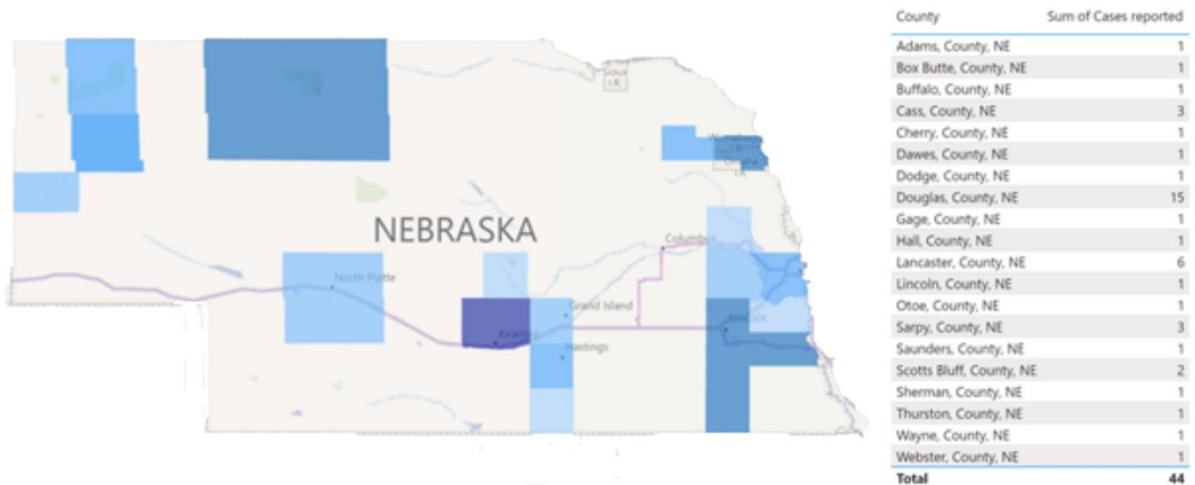 NEBRASKA
Sioux
I.R.
I.R.
Columbus
North Platte
Grand Island
Kearney
Hastings
Lincoln
County Sum of Cases reported
Adams, County, NE 1
Box Butte, County, NE 1
Buffalo, County, NE 1
Cass, County, NE 3
Cherry, County, NE 1
Dawes, County, NE 1
Dodge, County, NE 1
Douglas, County, NE 15
Gage, County, NE 1
Hall, County, NE 1
Lancaster, County, NE 6
Lincoln, County, NE 1
Otoe, County, NE 1
Sarpy, County, NE 3
Saunders, County, NE 1
Scotts Bluff, County, NE 2
Sherman, County, NE 1
Thurston, County, NE 1
Wayne, County, NE 1
Webster, County, NE 1
Total 44